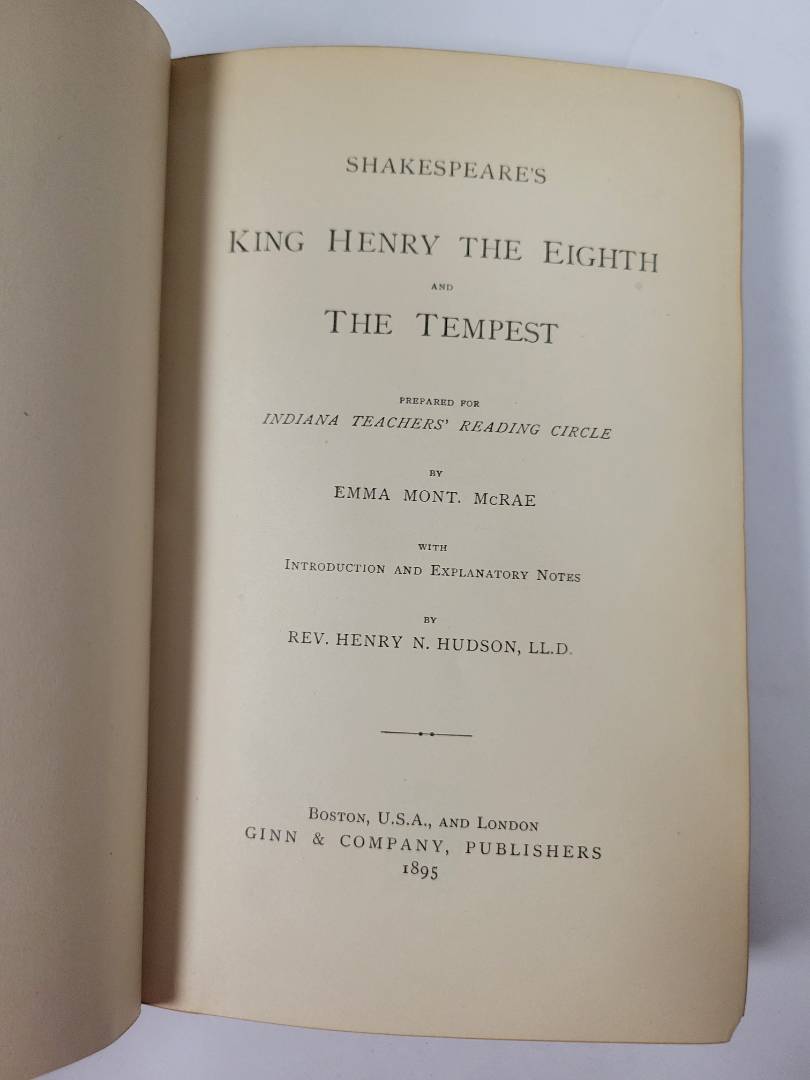 SHAKESPEARE'S
KING HENRY THE EIGHTH
AND
THE TEMPEST
PREPARED FOR
INDIANA TEACHERS' READING CIRCLE
BY
EMMA MONT. McRAE
WITH
INTRODUCTION AND EXPLANATORY NOTES
BY
REV. HENRY N. HUDSON, LL.D.
BOSTON, U.S.A., AND LONDON
GINN & COMPANY, PUBLISHERS
1895